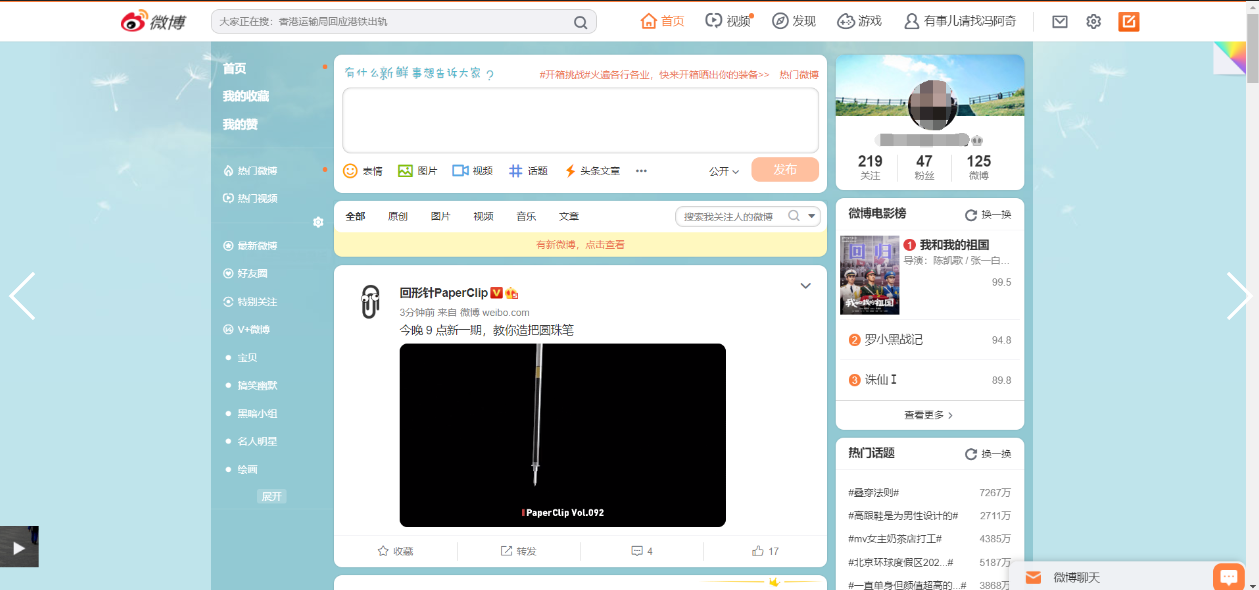 微博
大家正在搜：香港运输局回应港铁出轨
首页
视频
发现
游戏
有事儿请找冯阿奇
首页
我的收藏
我的赞
热门微博
热门视频
最新微博
好友圈
特别关注
V+微博
宝贝
搞笑幽默
黑暗小组
名人明星
绘画
展开
有什么新鲜事想告诉大家？
#开箱挑战#火遍各行各业，快来开箱晒出你的装备>> 热门微博
表情
图片
视频
话题
头条文章
公开
发布
全部 原创 图片 视频 音乐 文章
搜索我关注人的微博
有新微博，点击查看
回形针PaperClip
3分钟前 来自 微博 weibo.com
今晚 9 点新一期，教你造把圆珠笔
PaperClip Vol.092
收藏
转发
4
17
219 47 125
关注 粉丝 微博
微博电影榜 换一换
回归
我和我的祖国
1 我和我的祖国
导演：陈凯歌 / 张一白...
99.5
2 罗小黑战记 94.8
3 诛仙 I 89.8
查看更多
热门话题 换一换
#叠穿法则# 7267万
#高跟鞋是为男性设计的# 2711万
#mv女主奶茶店打工# 4385万
#北京环球度假区202...# 5187万
#一直单身但颜值超高的...# 3868万
微博聊天